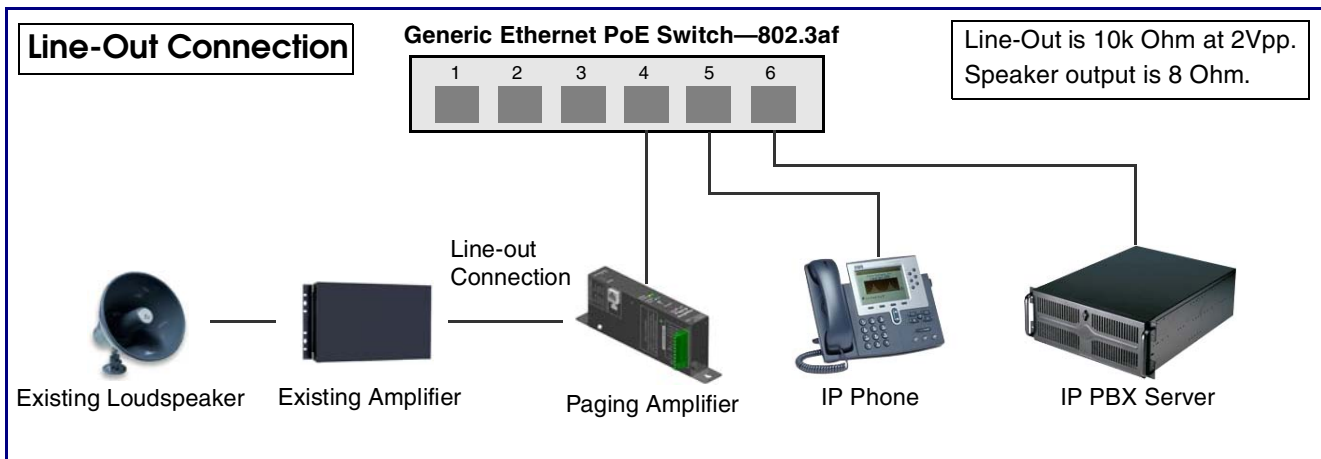 Line-Out Connection
Generic Ethernet PoE Switch—802.3af
Line-Out is 10k Ohm at 2Vpp.
Speaker output is 8 Ohm.
1 2 3 4 5 6
Line-out
Connection
Existing Loudspeaker
Existing Amplifier
Paging Amplifier
IP Phone
IP PBX Server